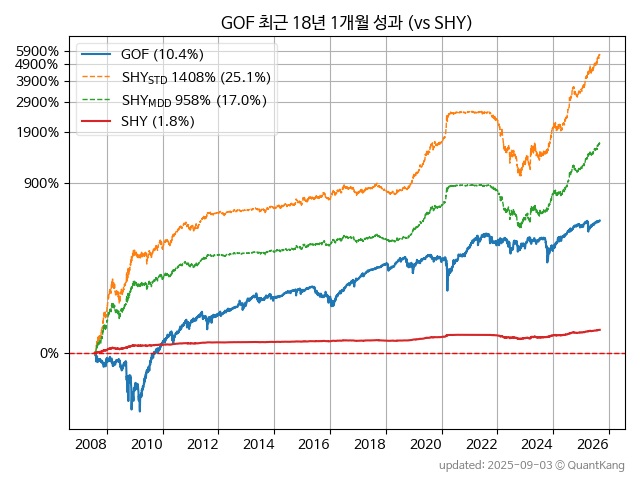 GOF 최근 18년 1개월 성과 (vs SHY)
5900%
4900%
3900%
2900%
1900%
900%
0%
GOF (10.4%)
SHY_STD 1408% (25.1%)
SHY_MDD 958% (17.0%)
SHY (1.8%)
2008 2010 2012 2014 2016 2018 2020 2022 2024 2026
updated: 2025-09-03 © QuantKang